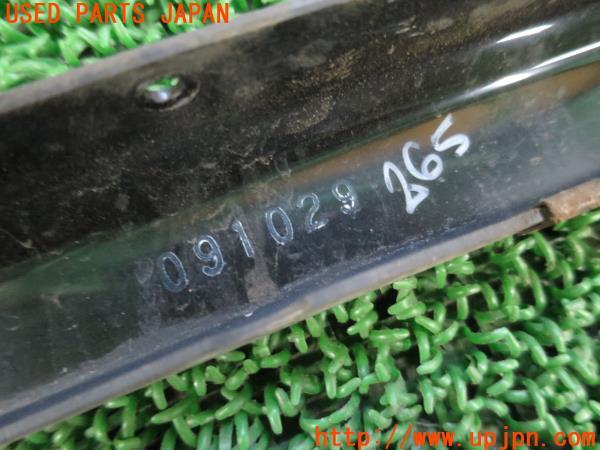 USED PARTS JAPAN
091029 265
http://www.upjpn.com